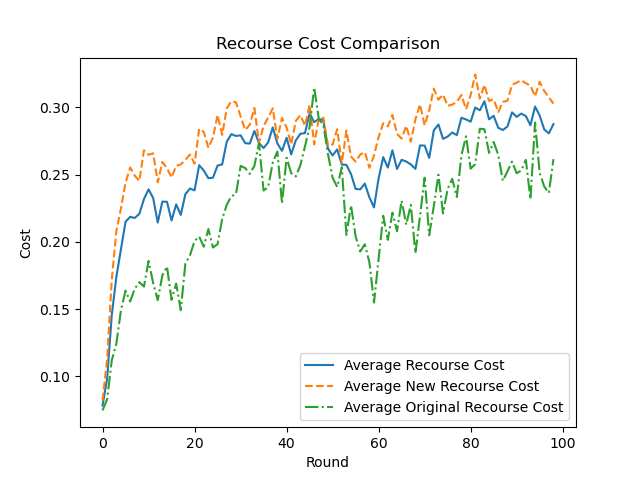 Recourse Cost Comparison
Cost
0.30
0.25
0.20
0.15
0.10
0 20 40 60 80 100
Round
Average Recourse Cost
Average New Recourse Cost
Average Original Recourse Cost